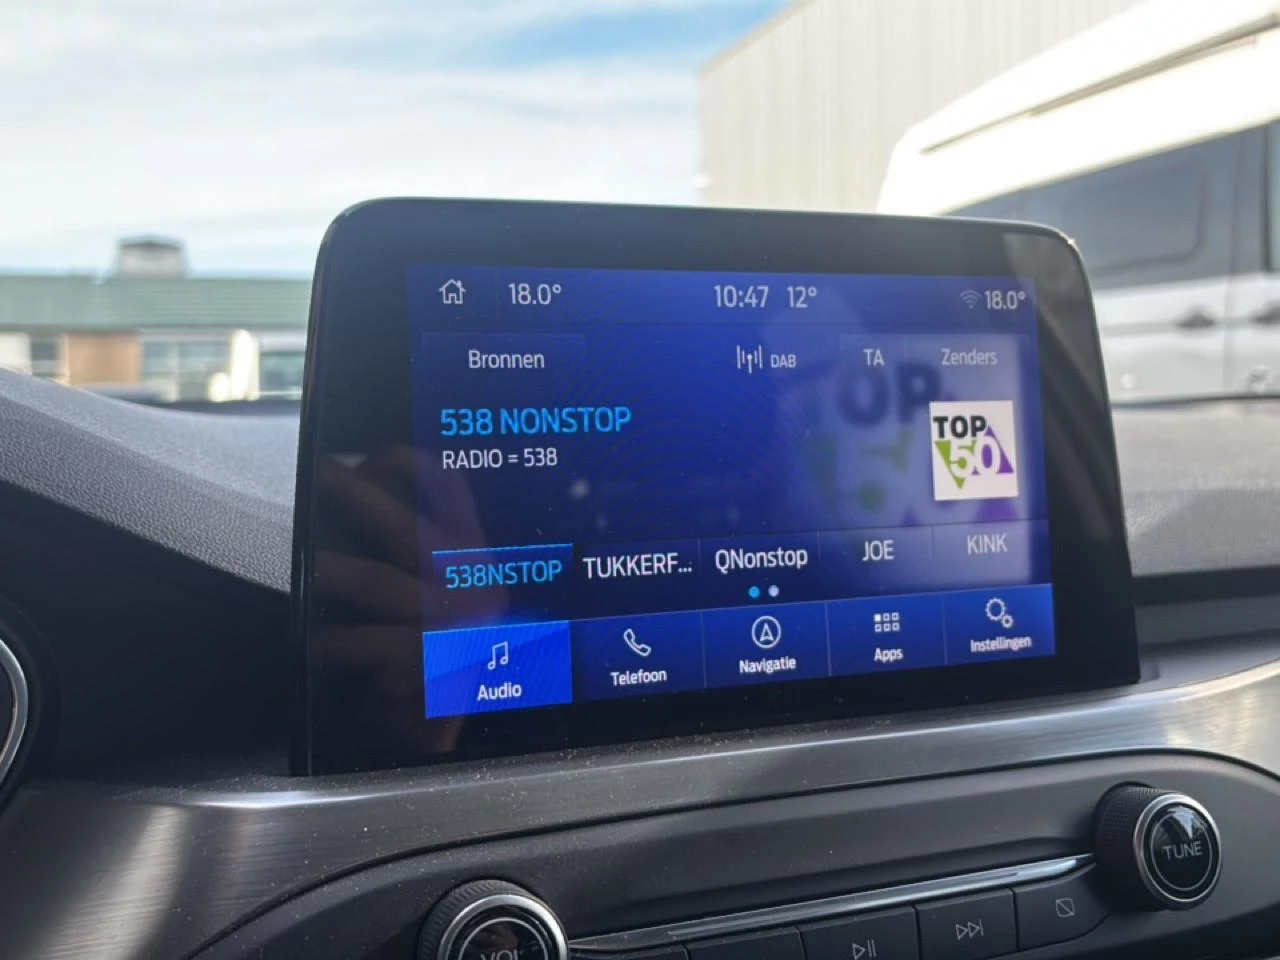 18.0°
10:47 12°
18.0°
Bronnen
DAB
TA
Zenders
538 NONSTOP
RADIO = 538
TOP
50
538NSTOP
TUKKERF...
QNonstop
JOE
KINK
Audio
Telefoon
Navigatie
Apps
Instellingen
TUNE
VOL